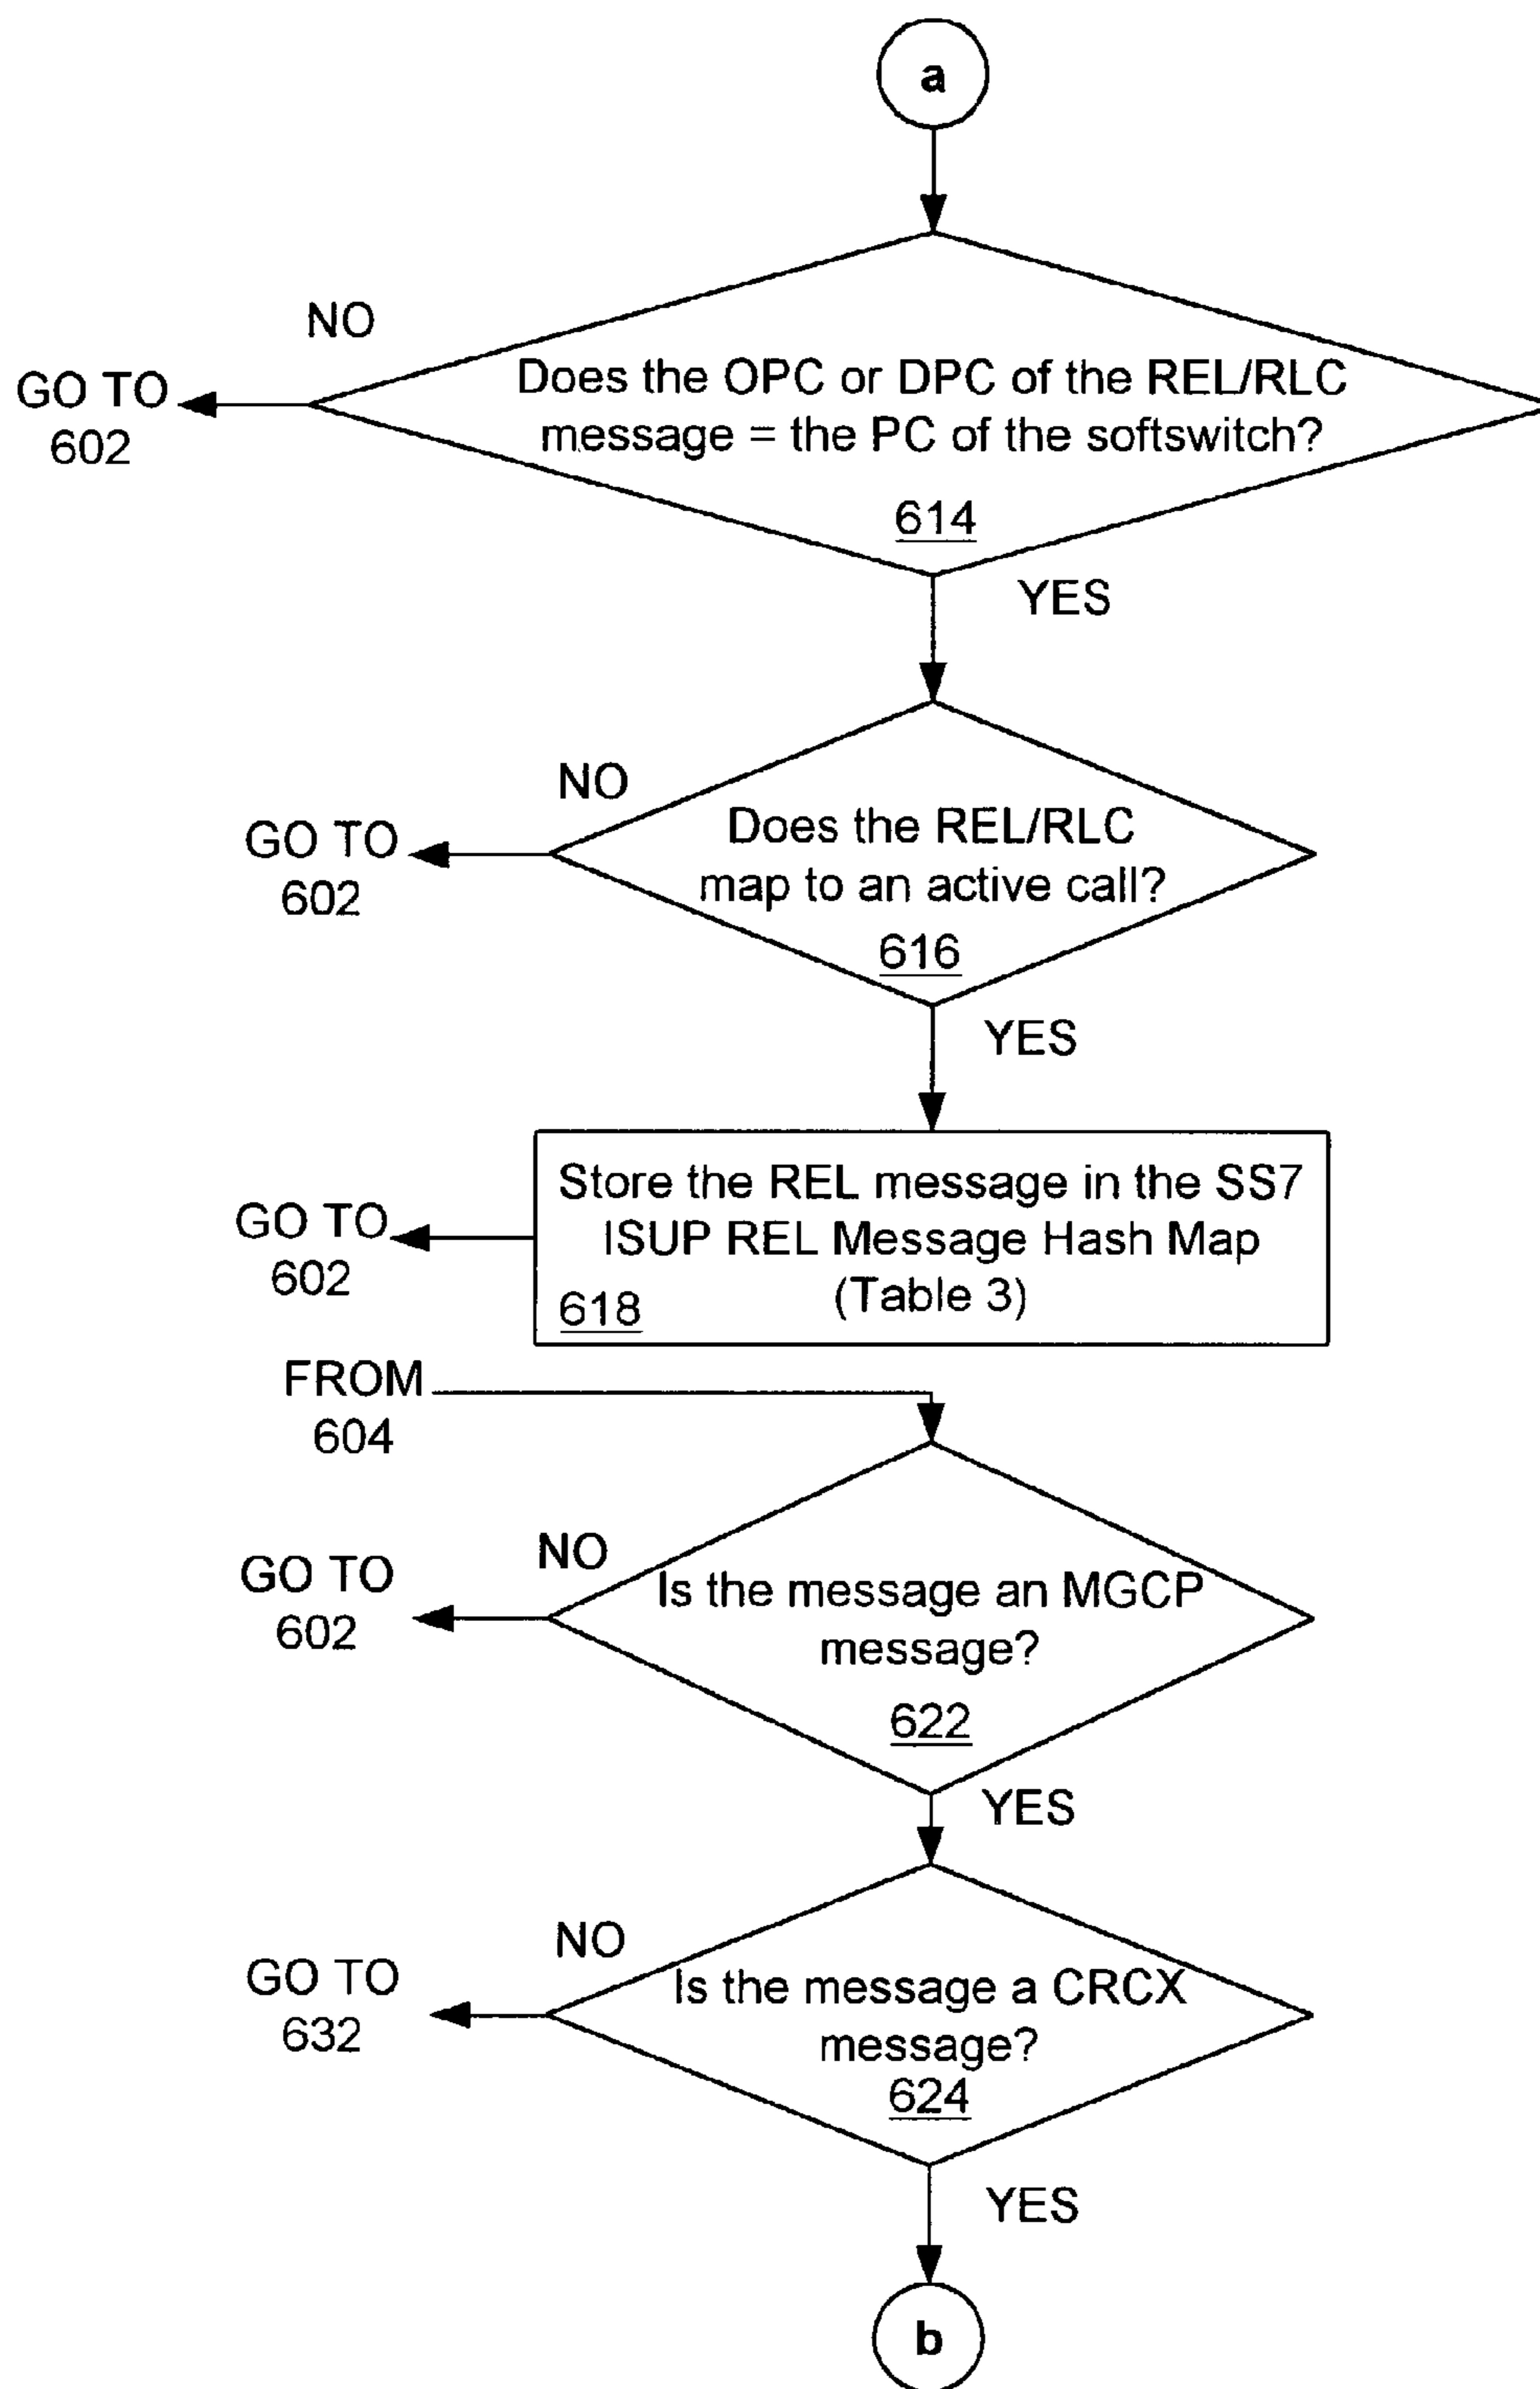 a
NO
Does the OPC or DPC of the REL/RLC
message = the PC of the softswitch?
614
GO TO
602
YES
NO
Does the REL/RLC
map to an active call?
616
GO TO
602
YES
Store the REL message in the SS7
ISUP REL Message Hash Map
(Table 3)
618
GO TO
602
FROM
604
NO
Is the message an MGCP
message?
622
GO TO
602
YES
NO
Is the message a CRCX
message?
624
GO TO
632
YES
b